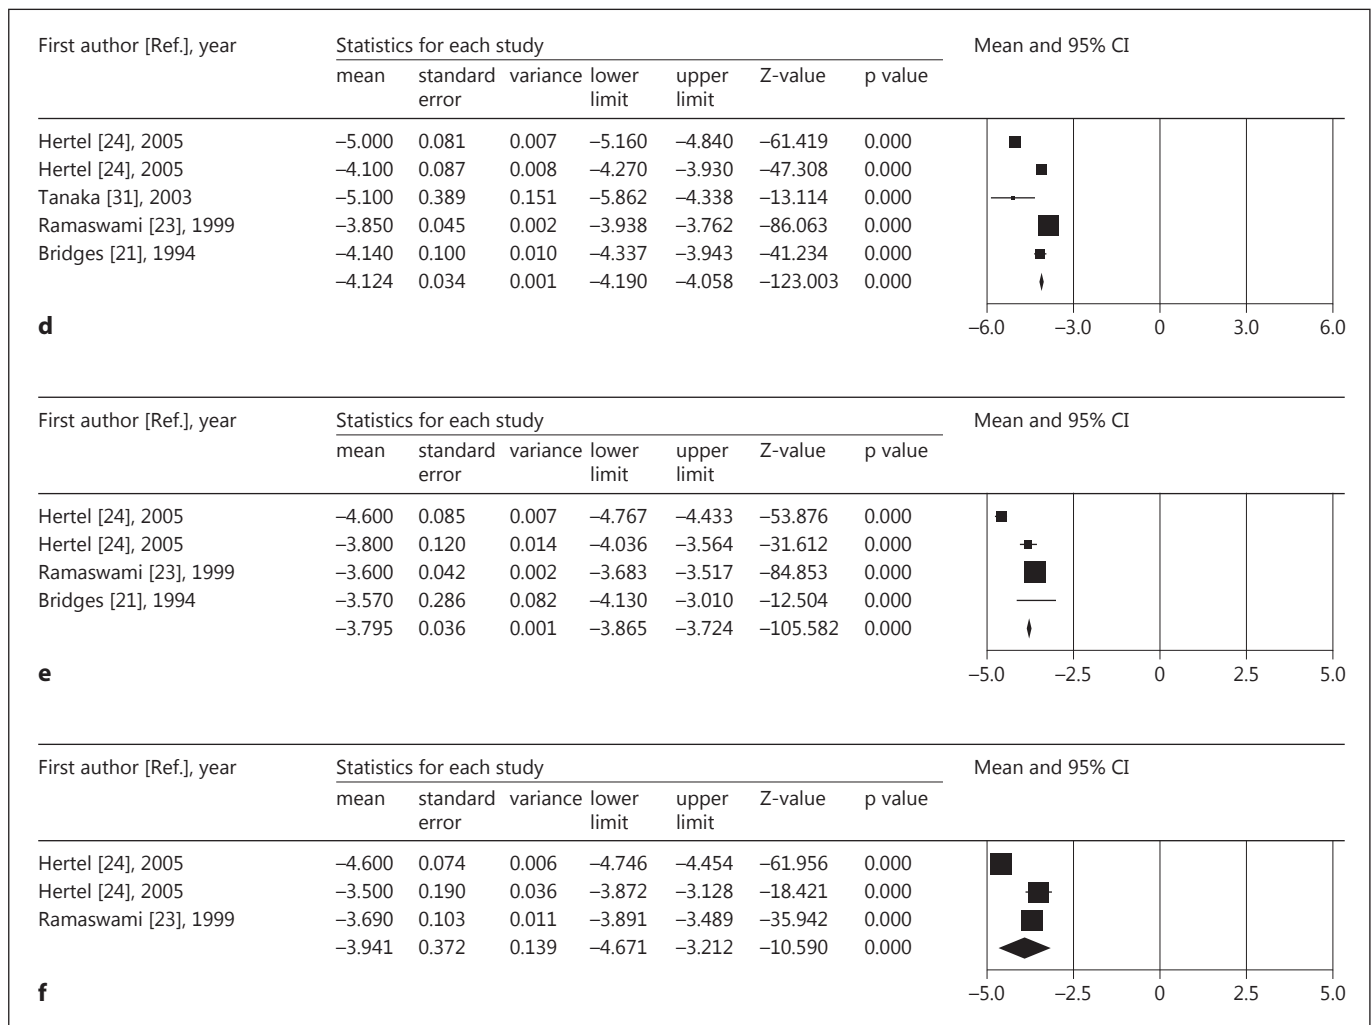 First author [Ref.], year Statistics for each study Mean and 95% CI
mean standard error variance lower limit upper limit Z-value p value
Hertel [24], 2005 –5.000 0.081 0.007 –5.160 –4.840 –61.419 0.000
Hertel [24], 2005 –4.100 0.087 0.008 –4.270 –3.930 –47.308 0.000
Tanaka [31], 2003 –5.100 0.389 0.151 –5.862 –4.338 –13.114 0.000
Ramaswami [23], 1999 –3.850 0.045 0.002 –3.938 –3.762 –86.063 0.000
Bridges [21], 1994 –4.140 0.100 0.010 –4.337 –3.943 –41.234 0.000
–4.124 0.034 0.001 –4.190 –4.058 –123.003 0.000
d –6.0 –3.0 0 3.0 6.0
First author [Ref.], year Statistics for each study Mean and 95% CI
mean standard error variance lower limit upper limit Z-value p value
Hertel [24], 2005 –4.600 0.085 0.007 –4.767 –4.433 –53.876 0.000
Hertel [24], 2005 –3.800 0.120 0.014 –4.036 –3.564 –31.612 0.000
Ramaswami [23], 1999 –3.600 0.042 0.002 –3.683 –3.517 –84.853 0.000
Bridges [21], 1994 –3.570 0.286 0.082 –4.130 –3.010 –12.504 0.000
–3.795 0.036 0.001 –3.865 –3.724 –105.582 0.000
e –5.0 –2.5 0 2.5 5.0
First author [Ref.], year Statistics for each study Mean and 95% CI
mean standard error variance lower limit upper limit Z-value p value
Hertel [24], 2005 –4.600 0.074 0.006 –4.746 –4.454 –61.956 0.000
Hertel [24], 2005 –3.500 0.190 0.036 –3.872 –3.128 –18.421 0.000
Ramaswami [23], 1999 –3.690 0.103 0.011 –3.891 –3.489 –35.942 0.000
–3.941 0.372 0.139 –4.671 –3.212 –10.590 0.000
f –5.0 –2.5 0 2.5 5.0